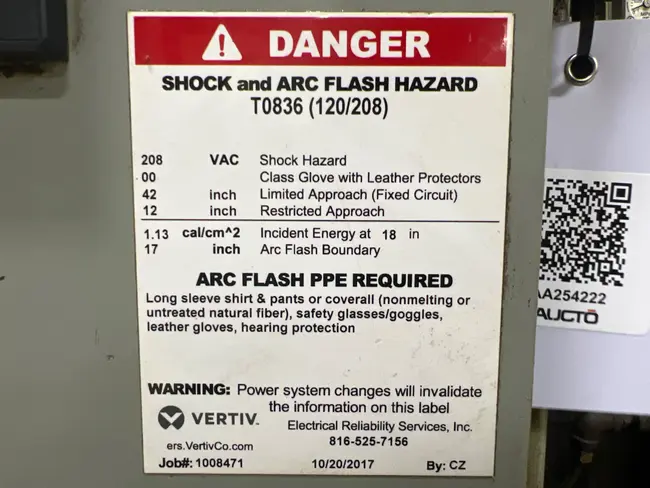 DANGER
SHOCK and ARC FLASH HAZARD
T0836 (120/208)
208 VAC Shock Hazard
00 Class Glove with Leather Protectors
42 inch Limited Approach (Fixed Circuit)
12 inch Restricted Approach
1.13 cal/cm^2 Incident Energy at 18 in
17 inch Arc Flash Boundary
ARC FLASH PPE REQUIRED
Long sleeve shirt & pants or coverall (nonmelting or
untreated natural fiber), safety glasses/goggles,
leather gloves, hearing protection
WARNING: Power system changes will invalidate
the information on this label
VERTIV™ Electrical Reliability Services, Inc.
ers.VertivCo.com 816-525-7156
Job#: 1008471 10/20/2017 By: CZ
AA254222
AUCTO